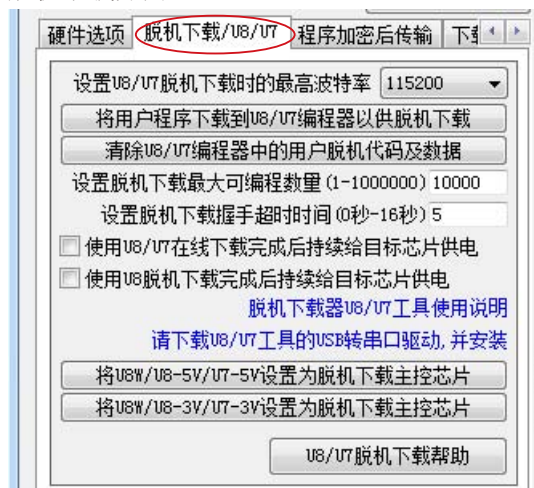 硬件选项 脱机下载/U8/U7 程序加密后传输
设置U8/U7脱机下载时的最高波特率 115200
将用户程序下载到U8/U7编程器以供脱机下载
清除U8/U7编程器中的用户脱机代码及数据
设置脱机下载最大可编程数量(1-1000000) 10000
设置脱机下载握手超时时间(0秒-16秒) 5
使用U8/U7在线下载完成后持续给目标芯片供电
使用U8脱机下载完成后持续给目标芯片供电
脱机下载器U8/U7工具使用说明
请下载U8/U7工具的USB转串口驱动,并安装
将U8W/U8-5V/U7-5V设置为脱机下载主控芯片
将U8W/U8-3V/U7-3V设置为脱机下载主控芯片
U8/U7脱机下载帮助